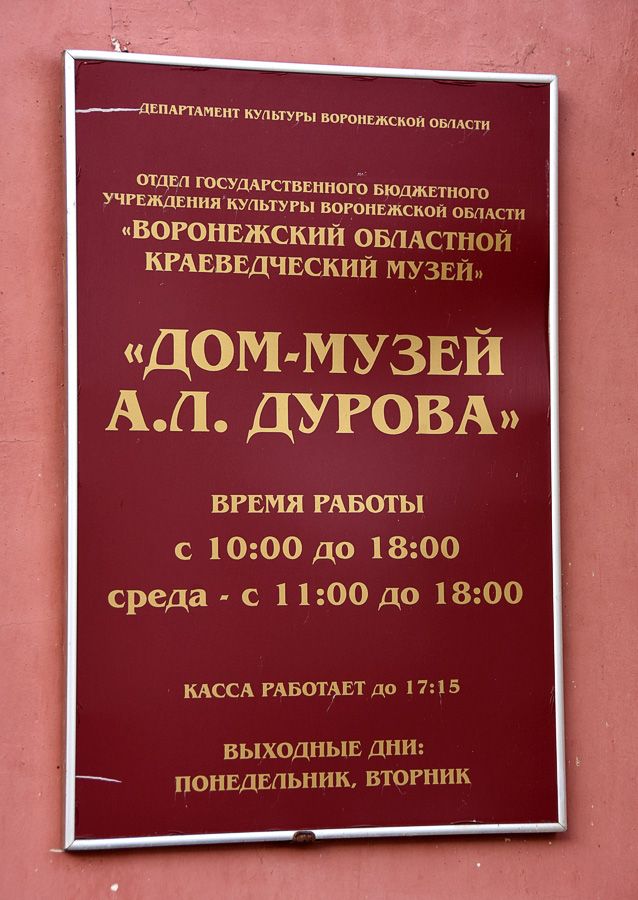 ДЕПАРТАМЕНТ КУЛЬТУРЫ ВОРОНЕЖСКОЙ ОБЛАСТИ
ОТДЕЛ ГОСУДАРСТВЕННОГО БЮДЖЕТНОГО
УЧРЕЖДЕНИЯ КУЛЬТУРЫ ВОРОНЕЖСКОЙ ОБЛАСТИ
«ВОРОНЕЖСКИЙ ОБЛАСТНОЙ
КРАЕВЕДЧЕСКИЙ МУЗЕЙ»
«ДОМ-МУЗЕЙ
А.Л. ДУРОВА»
ВРЕМЯ РАБОТЫ
с 10:00 до 18:00
среда - с 11:00 до 18:00
КАССА РАБОТАЕТ до 17:15
ВЫХОДНЫЕ ДНИ:
ПОНЕДЕЛЬНИК, ВТОРНИК